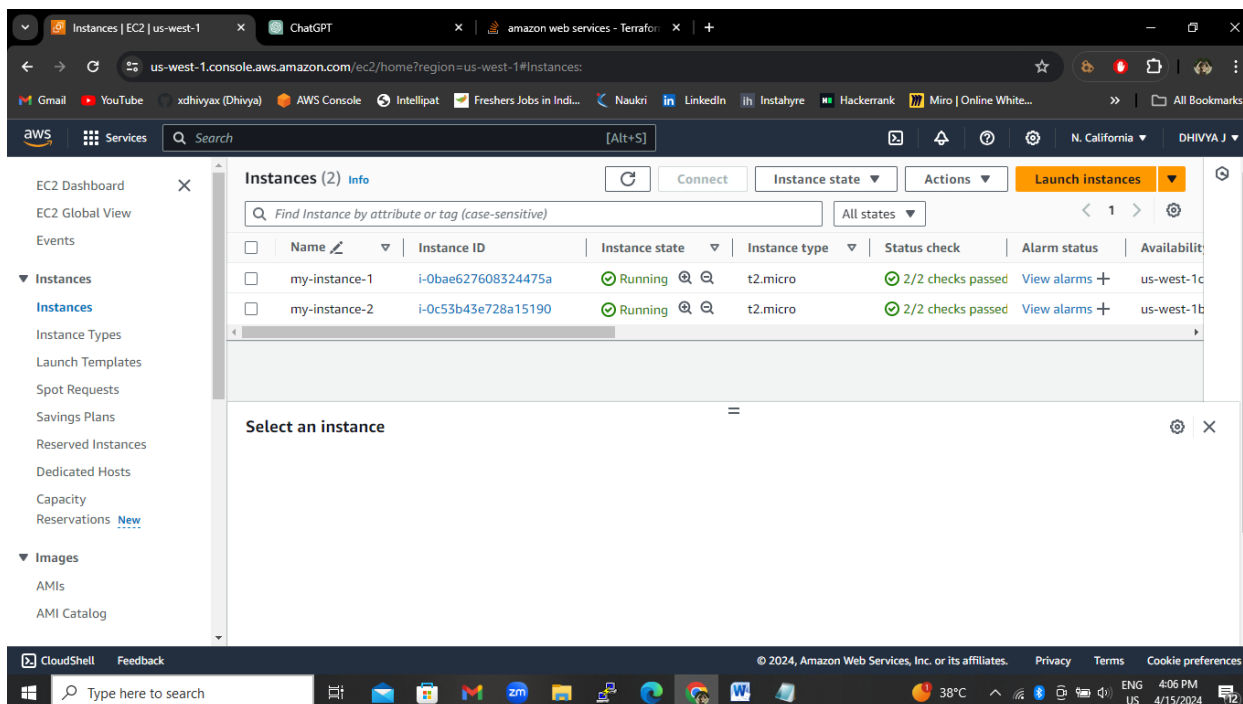 Instances | EC2 | us-west-1
ChatGPT
amazon web services - Terraform
us-west-1.console.aws.amazon.com/ec2/home?region=us-west-1#Instances:
Gmail YouTube xdhivyax (Dhivya) AWS Console Intellipat Freshers Jobs in Indi... Naukri LinkedIn Instahyre Hackerrank Miro | Online White... » All Bookmarks
aws Services Search [Alt+S] N. California ▼ DHIVYA J ▼
EC2 Dashboard
EC2 Global View
Events
▼ Instances
Instances
Instance Types
Launch Templates
Spot Requests
Savings Plans
Reserved Instances
Dedicated Hosts
Capacity
Reservations New
▼ Images
AMIs
AMI Catalog
Instances (2) Info Connect Instance state ▼ Actions ▼ Launch instances ▼
Find Instance by attribute or tag (case-sensitive) All states ▼ < 1 >
Name Instance ID Instance state Instance type Status check Alarm status Availabilit
my-instance-1 i-0bae627608324475a Running t2.micro 2/2 checks passed View alarms + us-west-1c
my-instance-2 i-0c53b43e728a15190 Running t2.micro 2/2 checks passed View alarms + us-west-1b
Select an instance
CloudShell Feedback © 2024, Amazon Web Services, Inc. or its affiliates. Privacy Terms Cookie preferences
Type here to search zm W 1 38°C ENG US 4:06 PM 4/15/2024 12